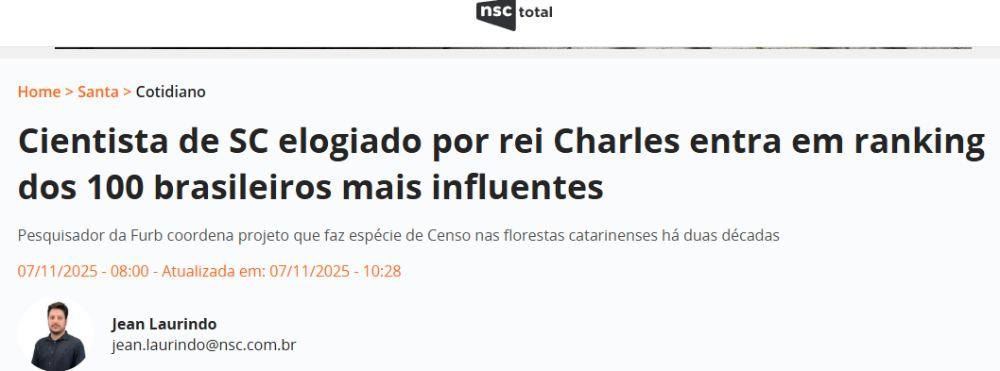 nsc total
Home > Santa > Cotidiano
Cientista de SC elogiado por rei Charles entra em ranking
dos 100 brasileiros mais influentes
Pesquisador da Furb coordena projeto que faz espécie de Censo nas florestas catarinenses há duas décadas
07/11/2025 - 08:00 - Atualizada em: 07/11/2025 - 10:28
Jean Laurindo
jean.laurindo@nsc.com.br